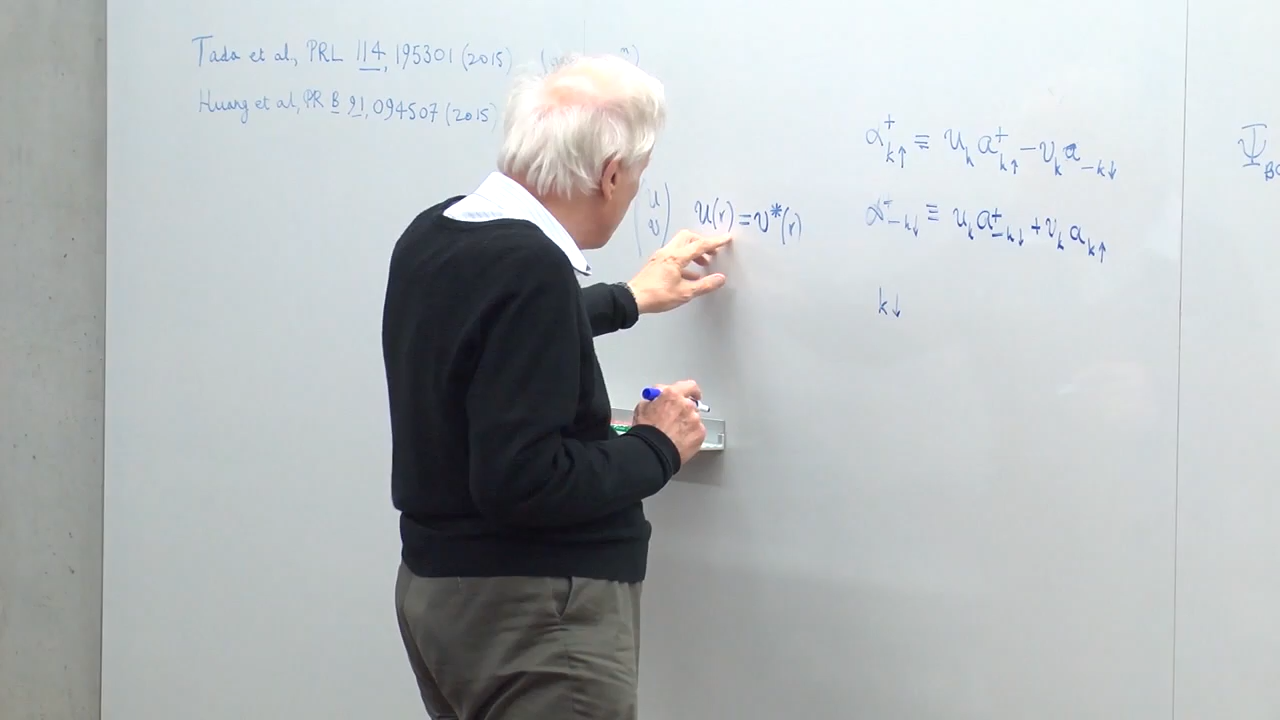 Tada et al, PRL 114, 195301 (2015)
Huang et al, PR B 91, 094507 (2015)
(u
v) u(r) = v*(r)
α⁺k↑ ≡ uk a⁺k↑ − vk a−k↓
α⁺−k↓ ≡ uk a⁺−k↓ + vk ak↑
k↓
Ψ